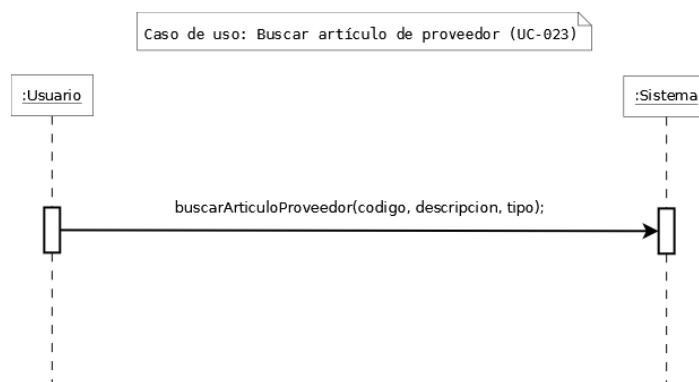 Caso de uso: Buscar artículo de proveedor (UC-023)
:Usuario
:Sistema
buscarArticuloProveedor(codigo, descripcion, tipo);